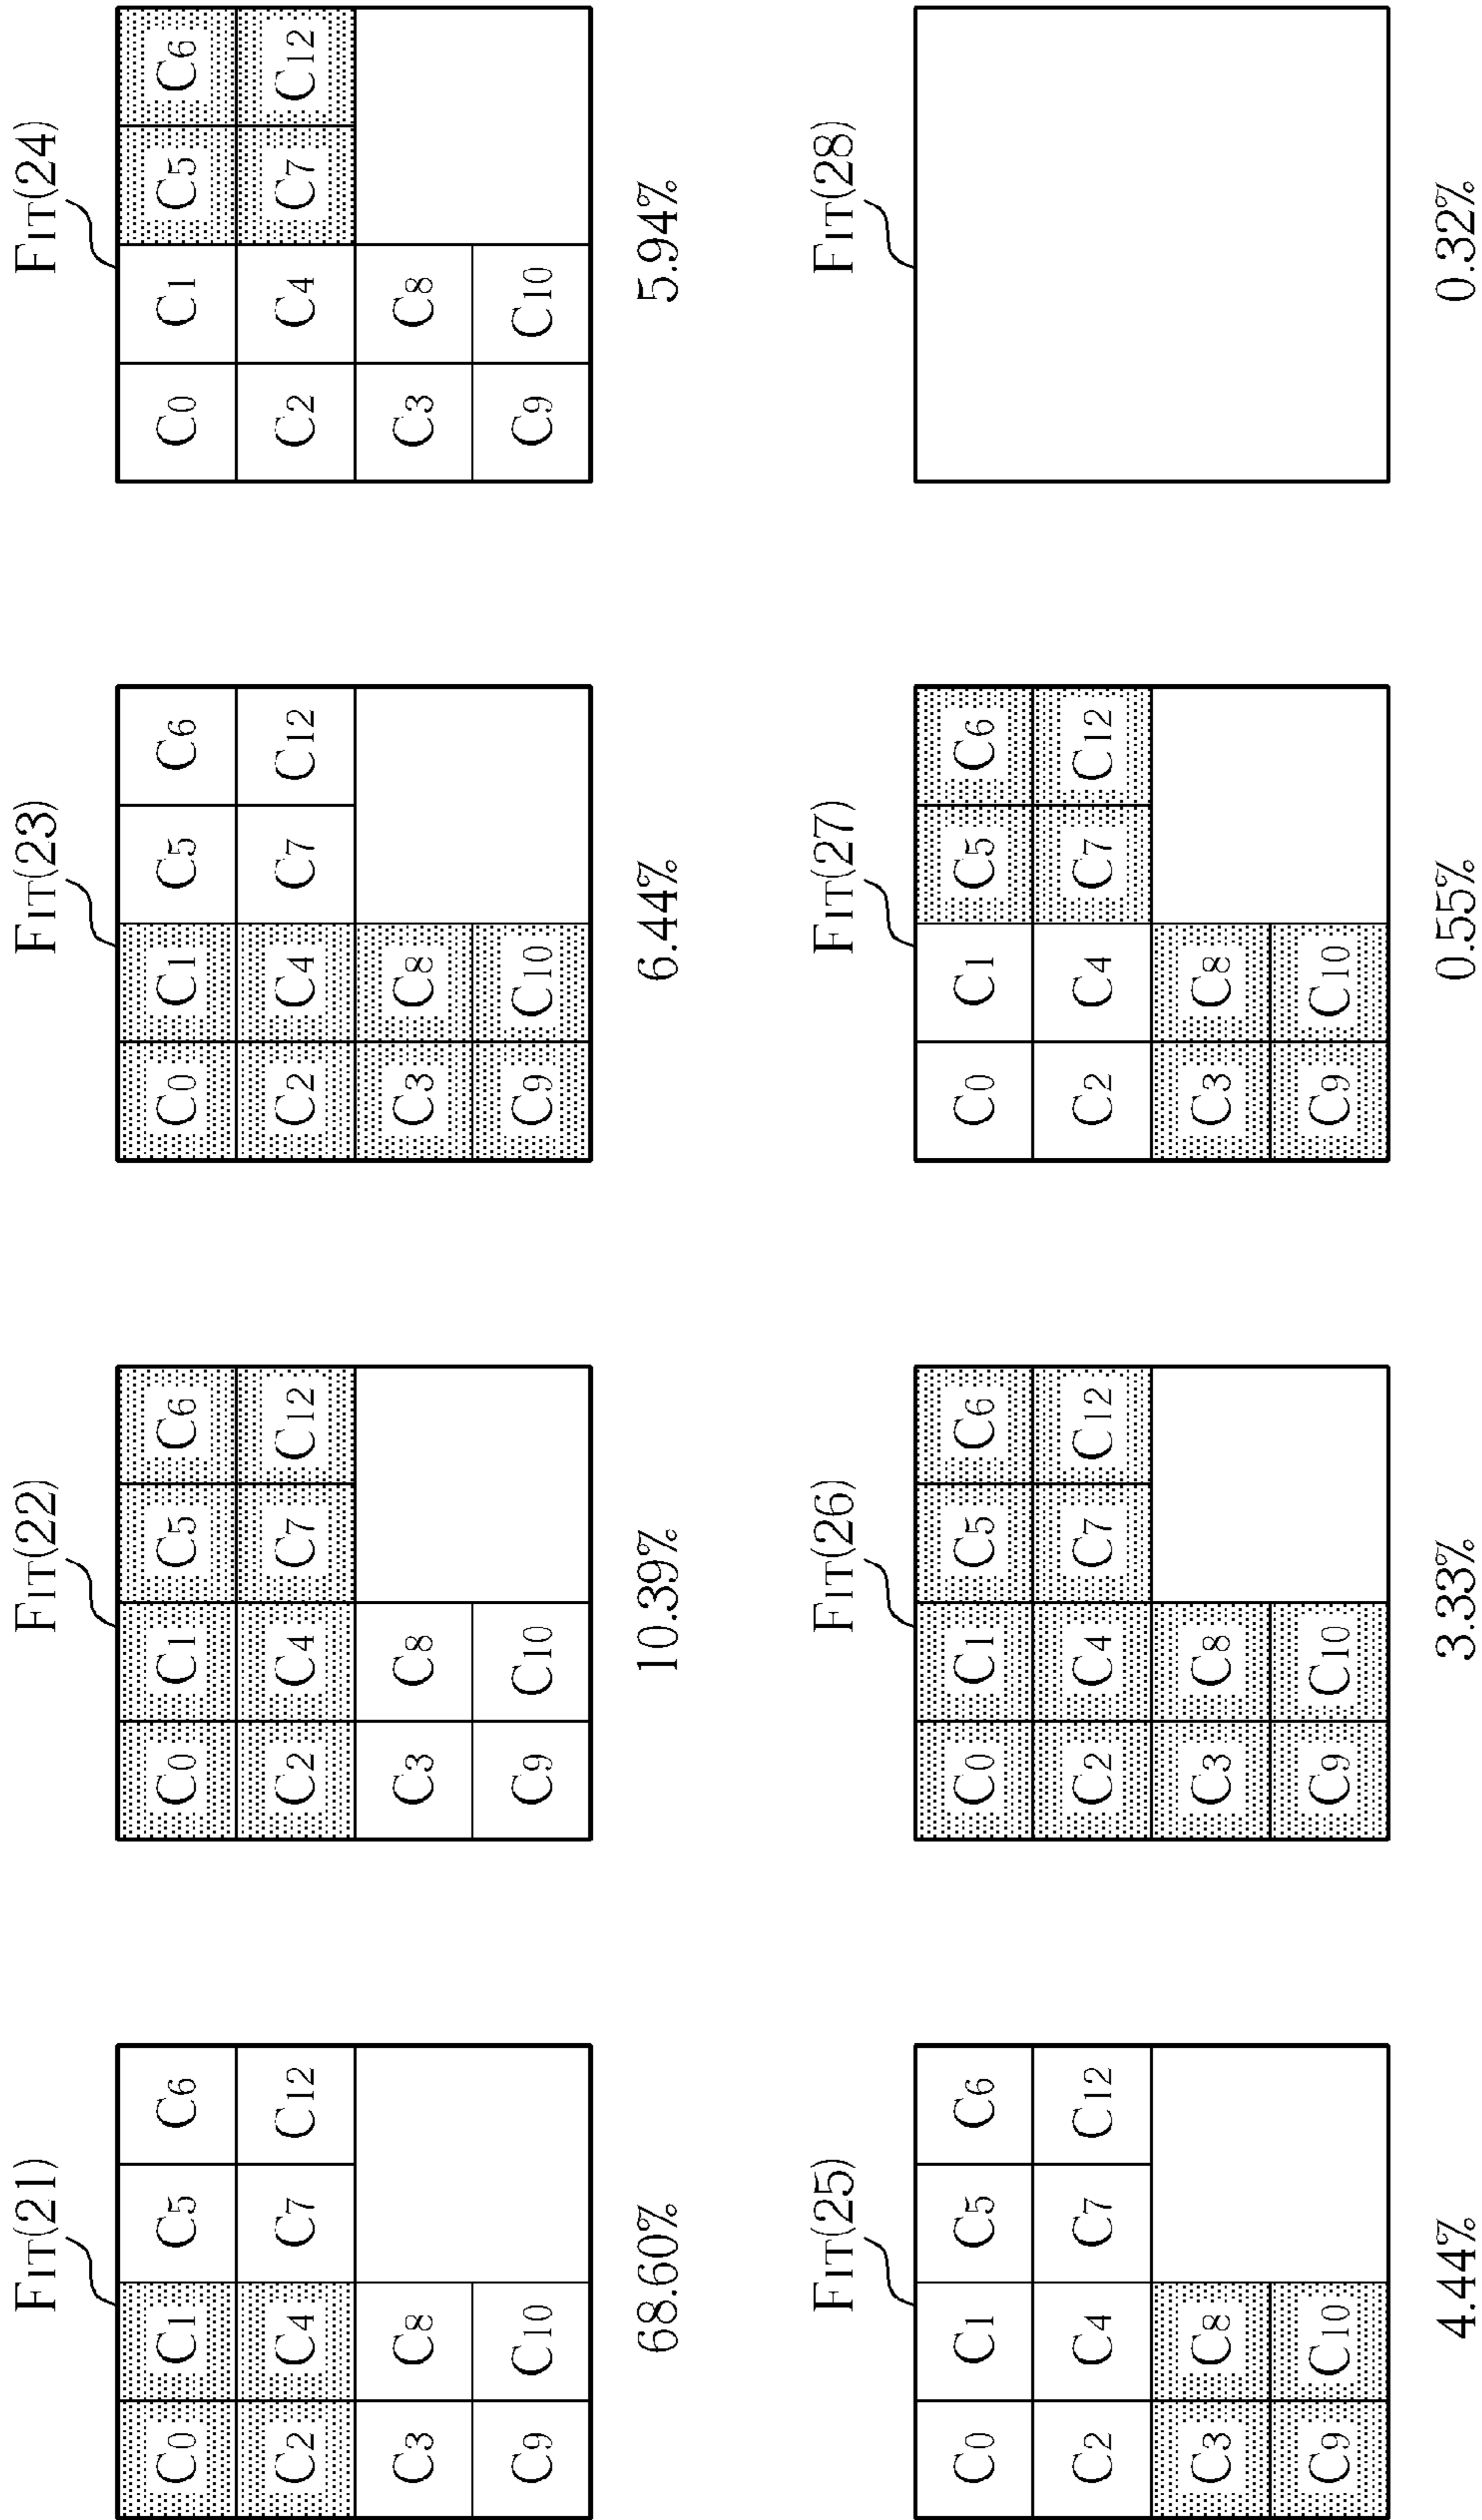 FIT(21)
C0 C1 C5 C6
C2 C4 C7 C12
C3 C8
C9 C10
68.60%
FIT(22)
C0 C1 C5 C6
C2 C4 C7 C12
C3 C8
C9 C10
10.39%
FIT(23)
C0 C1 C5 C6
C2 C4 C7 C12
C3 C8
C9 C10
6.44%
FIT(24)
C0 C1 C5 C6
C2 C4 C7 C12
C3 C8
C9 C10
5.94%
FIT(25)
C0 C1 C5 C6
C2 C4 C7 C12
C3 C8
C9 C10
4.44%
FIT(26)
C0 C1 C5 C6
C2 C4 C7 C12
C3 C8
C9 C10
3.33%
FIT(27)
C0 C1 C5 C6
C2 C4 C7 C12
C3 C8
C9 C10
0.55%
FIT(28)
0.32%